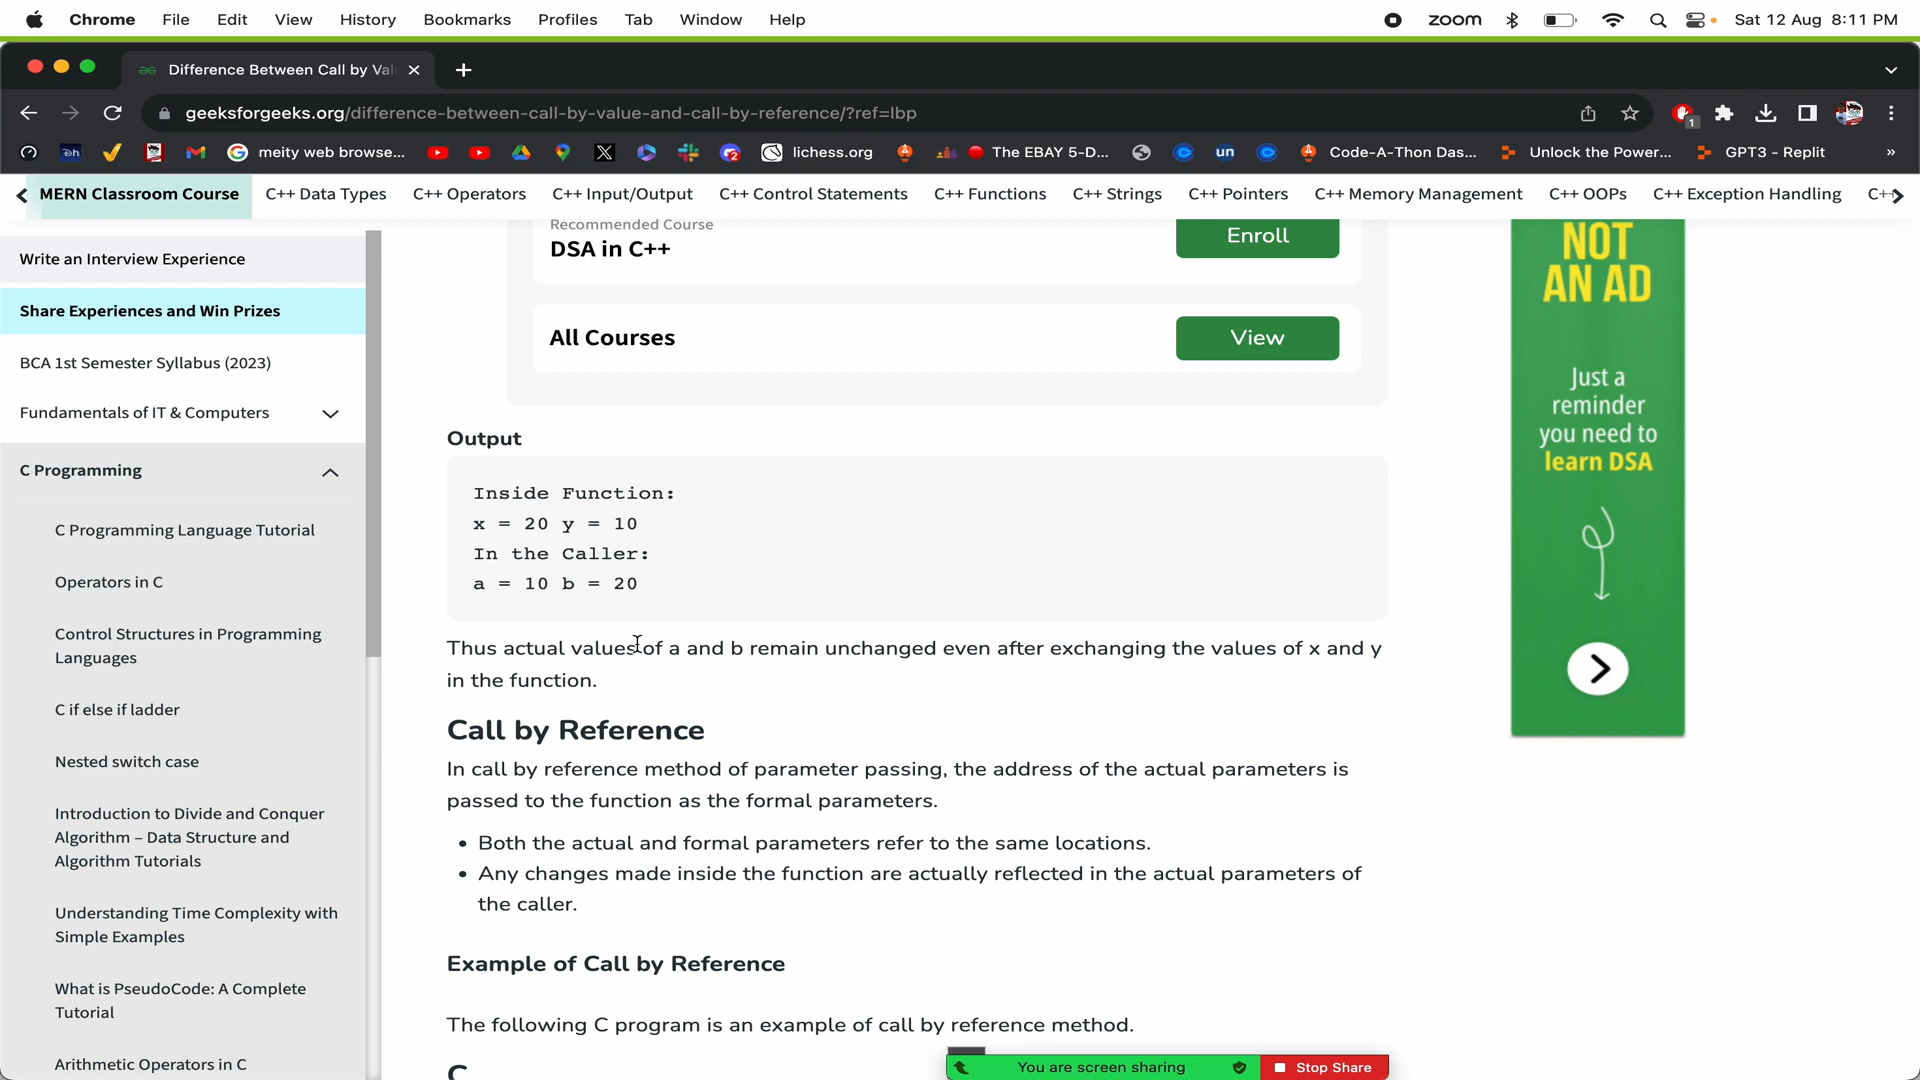 Chrome File Edit View History Bookmarks Profiles Tab Window Help zoom Sat 12 Aug 8:11 PM
Difference Between Call by Val
geeksforgeeks.org/difference-between-call-by-value-and-call-by-reference/?ref=lbp
1
meity web browse... lichess.org The EBAY 5-D... un Code-A-Thon Das... Unlock the Power... GPT3 - Replit »
MERN Classroom Course C++ Data Types C++ Operators C++ Input/Output C++ Control Statements C++ Functions C++ Strings C++ Pointers C++ Memory Management C++ OOPs C++ Exception Handling C++
Write an Interview Experience
Share Experiences and Win Prizes
BCA 1st Semester Syllabus (2023)
Fundamentals of IT & Computers
C Programming
C Programming Language Tutorial
Operators in C
Control Structures in Programming
Languages
C if else if ladder
Nested switch case
Introduction to Divide and Conquer
Algorithm – Data Structure and
Algorithm Tutorials
Understanding Time Complexity with
Simple Examples
What is PseudoCode: A Complete
Tutorial
Arithmetic Operators in C
Recommended Course
DSA in C++
Enroll
All Courses
View
Output
Inside Function:
x = 20 y = 10
In the Caller:
a = 10 b = 20
Thus actual values of a and b remain unchanged even after exchanging the values of x and y
in the function.
Call by Reference
In call by reference method of parameter passing, the address of the actual parameters is
passed to the function as the formal parameters.
• Both the actual and formal parameters refer to the same locations.
• Any changes made inside the function are actually reflected in the actual parameters of
the caller.
Example of Call by Reference
The following C program is an example of call by reference method.
C
NOT
AN AD
Just a
reminder
you need to
learn DSA
You are screen sharing Stop Share